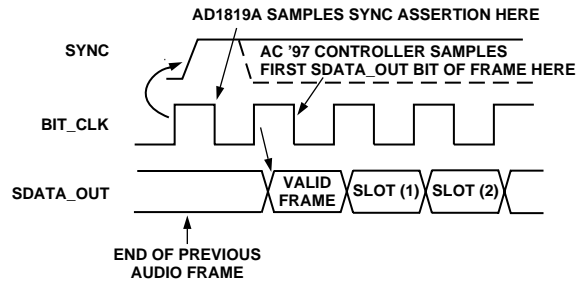 AD1819A SAMPLES SYNC ASSERTION HERE
SYNC
AC '97 CONTROLLER SAMPLES
FIRST SDATA_OUT BIT OF FRAME HERE
BIT_CLK
SDATA_OUT
VALID
FRAME
SLOT (1)
SLOT (2)
END OF PREVIOUS
AUDIO FRAME